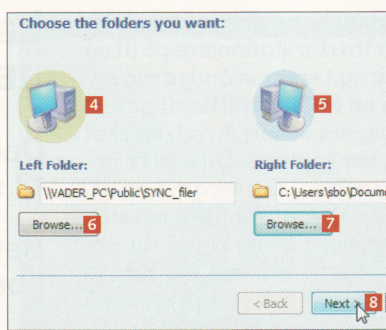 Choose the folders you want:
4 5
Left Folder: Right Folder:
\\VADER_PC\Public\SYNC_filer C:\Users\sbo\Docume
Browse... 6 Browse... 7
< Back Next > 8